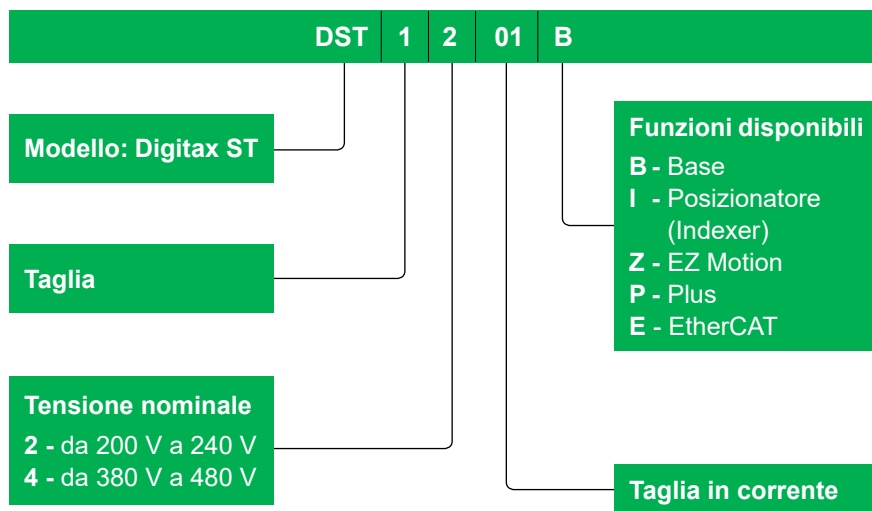 DST 1 2 01 B
Modello: Digitax ST
Taglia
Tensione nominale
2 - da 200 V a 240 V
4 - da 380 V a 480 V
Funzioni disponibili
B - Base
I - Posizionatore
(Indexer)
Z - EZ Motion
P - Plus
E - EtherCAT
Taglia in corrente